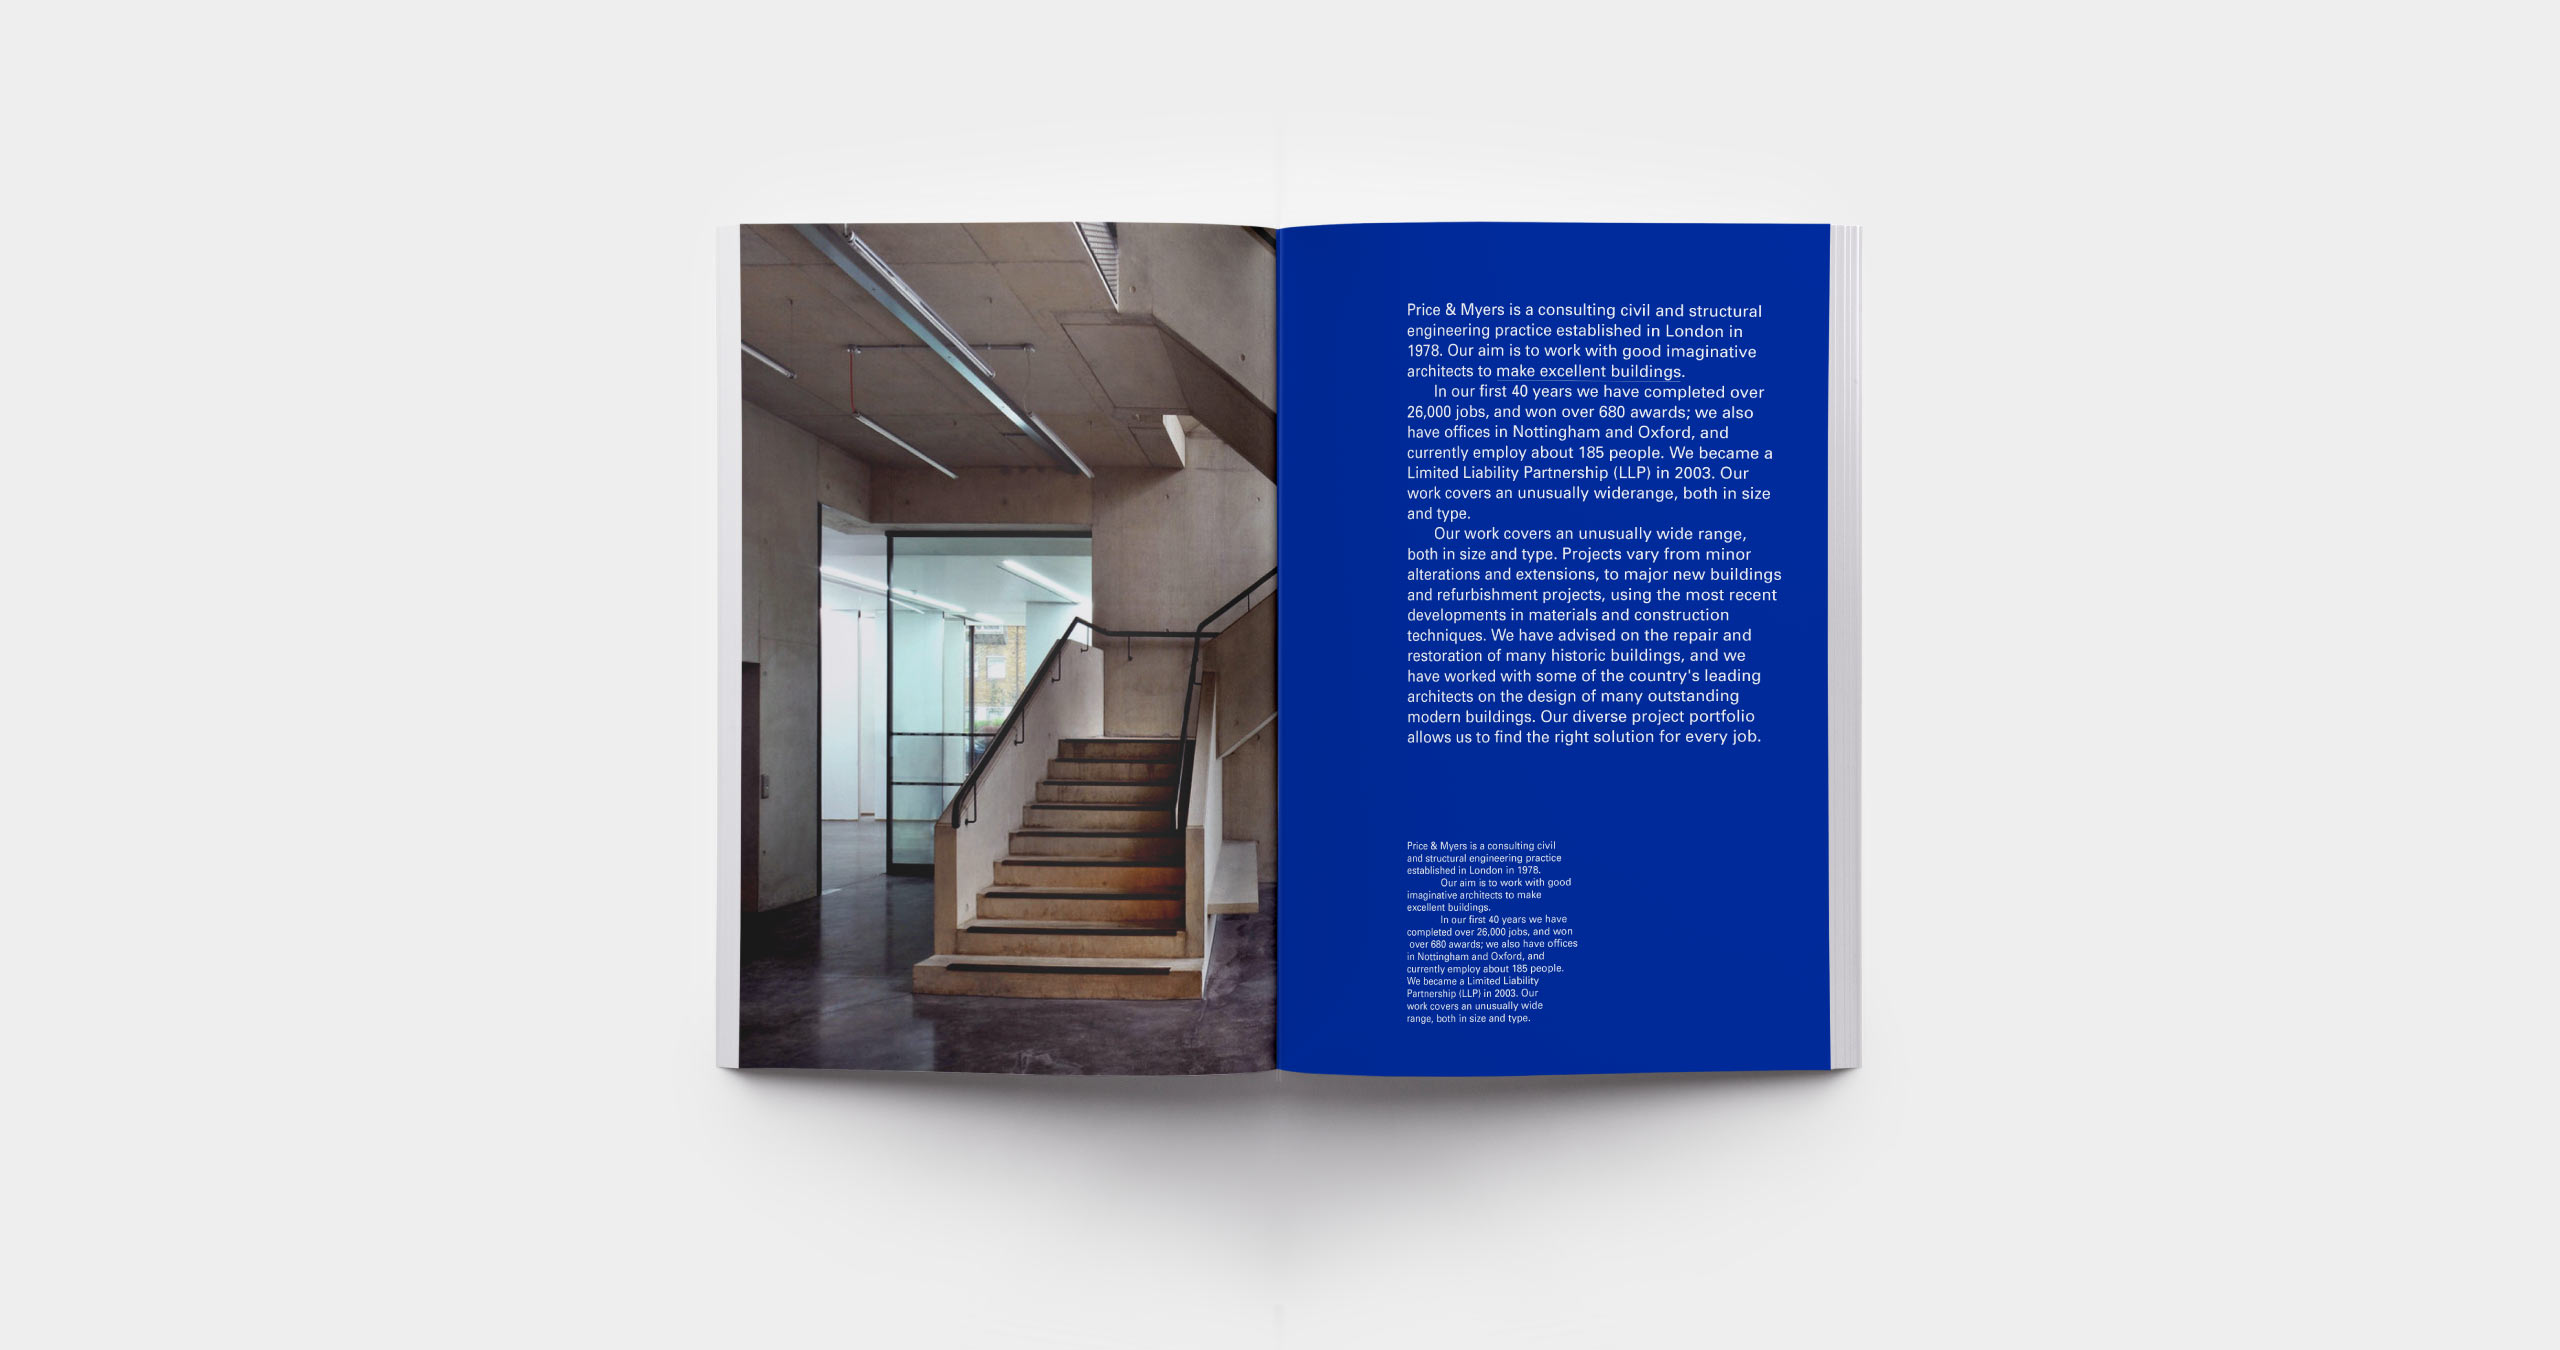 Price & Myers is a consulting civil and structural
engineering practice established in London in
1978. Our aim is to work with good imaginative
architects to make excellent buildings.
In our first 40 years we have completed over
26,000 jobs, and won over 680 awards; we also
have offices in Nottingham and Oxford, and
currently employ about 185 people. We became a
Limited Liability Partnership (LLP) in 2003. Our
work covers an unusually widerange, both in size
and type.
Our work covers an unusually wide range,
both in size and type. Projects vary from minor
alterations and extensions, to major new buildings
and refurbishment projects, using the most recent
developments in materials and construction
techniques. We have advised on the repair and
restoration of many historic buildings, and we
have worked with some of the country's leading
architects on the design of many outstanding
modern buildings. Our diverse project portfolio
allows us to find the right solution for every job.
Price & Myers is a consulting civil
and structural engineering practice
established in London in 1978.
Our aim is to work with good
imaginative architects to make
excellent buildings.
In our first 40 years we have
completed over 26,000 jobs, and won
over 680 awards; we also have offices
in Nottingham and Oxford, and
currently employ about 185 people.
We became a Limited Liability
Partnership (LLP) in 2003. Our
work covers an unusually wide
range, both in size and type.